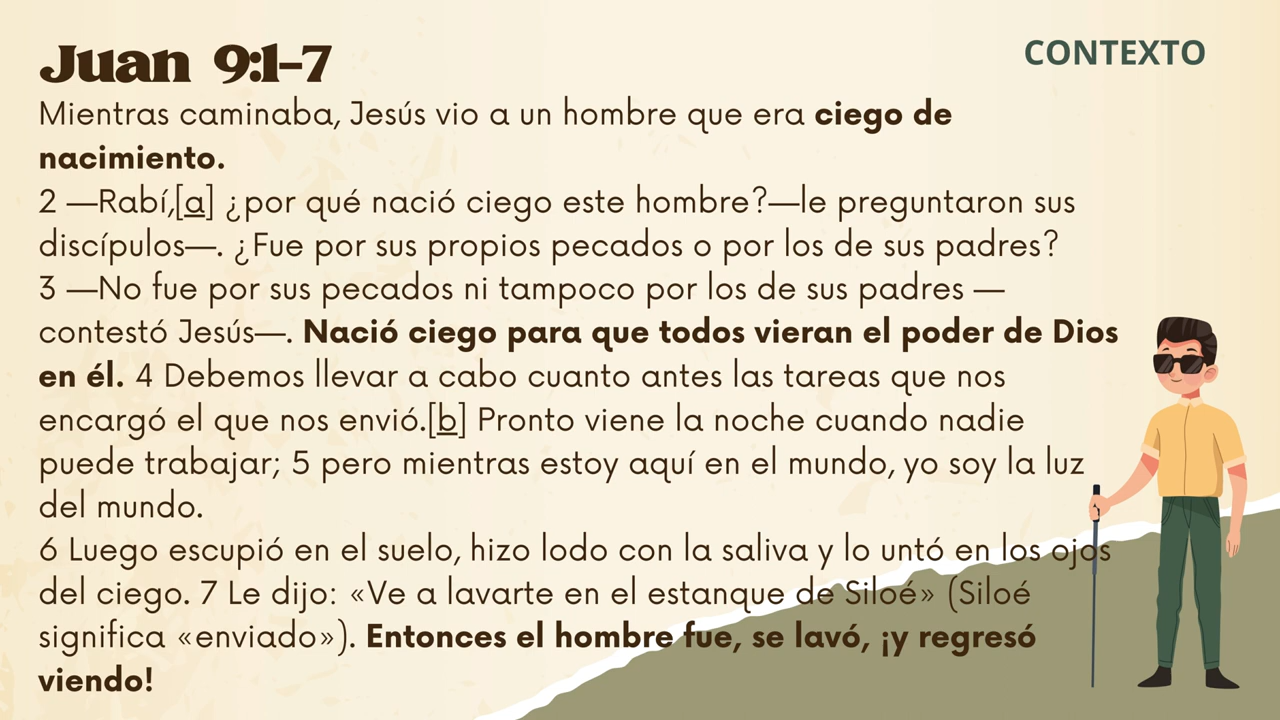 Juan 9:1-7
CONTEXTO
Mientras caminaba, Jesús vio a un hombre que era ciego de
nacimiento.
2 —Rabí,[a] ¿por qué nació ciego este hombre?—le preguntaron sus
discípulos—. ¿Fue por sus propios pecados o por los de sus padres?
3 —No fue por sus pecados ni tampoco por los de sus padres —
contestó Jesús—. Nació ciego para que todos vieran el poder de Dios
en él. 4 Debemos llevar a cabo cuanto antes las tareas que nos
encargó el que nos envió.[b] Pronto viene la noche cuando nadie
puede trabajar; 5 pero mientras estoy aquí en el mundo, yo soy la luz
del mundo.
6 Luego escupió en el suelo, hizo lodo con la saliva y lo untó en los ojos
del ciego. 7 Le dijo: «Ve a lavarte en el estanque de Siloé» (Siloé
significa «enviado»). Entonces el hombre fue, se lavó, ¡y regresó
viendo!